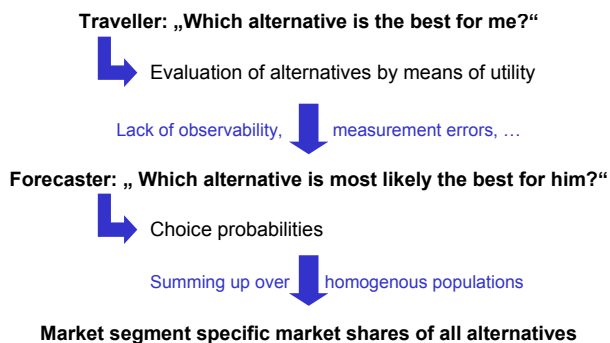 Traveller: „Which alternative is the best for me?“
Evaluation of alternatives by means of utility
Lack of observability, measurement errors, …
Forecaster: „ Which alternative is most likely the best for him?“
Choice probabilities
Summing up over homogenous populations
Market segment specific market shares of all alternatives